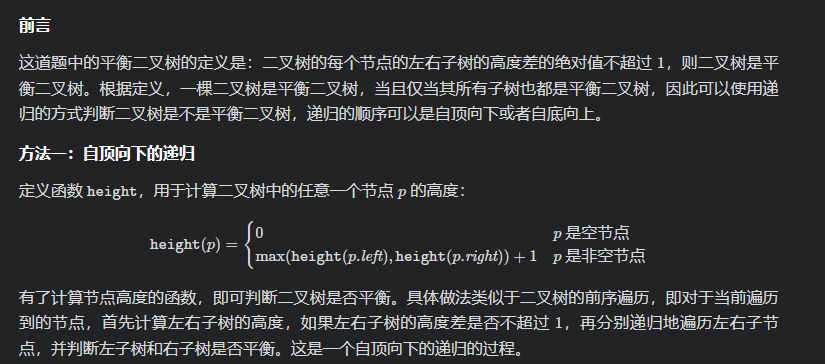 前言
这道题中的平衡二叉树的定义是：二叉树的每个节点的左右子树的高度差的绝对值不超过 1，则二叉树是平
衡二叉树。根据定义，一棵二叉树是平衡二叉树，当且仅当其所有子树也都是平衡二叉树，因此可以使用递
归的方式判断二叉树是不是平衡二叉树，递归的顺序可以是自顶向下或者自底向上。
方法一：自顶向下的递归
定义函数 height，用于计算二叉树中的任意一个节点 p 的高度：
height(p) = { 0 p 是空节点
max(height(p.left), height(p.right)) + 1 p 是非空节点
有了计算节点高度的函数，即可判断二叉树是否平衡。具体做法类似于二叉树的前序遍历，即对于当前遍历
到的节点，首先计算左右子树的高度，如果左右子树的高度差是否不超过 1，再分别递归地遍历左右子节
点，并判断左子树和右子树是否平衡。这是一个自顶向下的递归的过程。